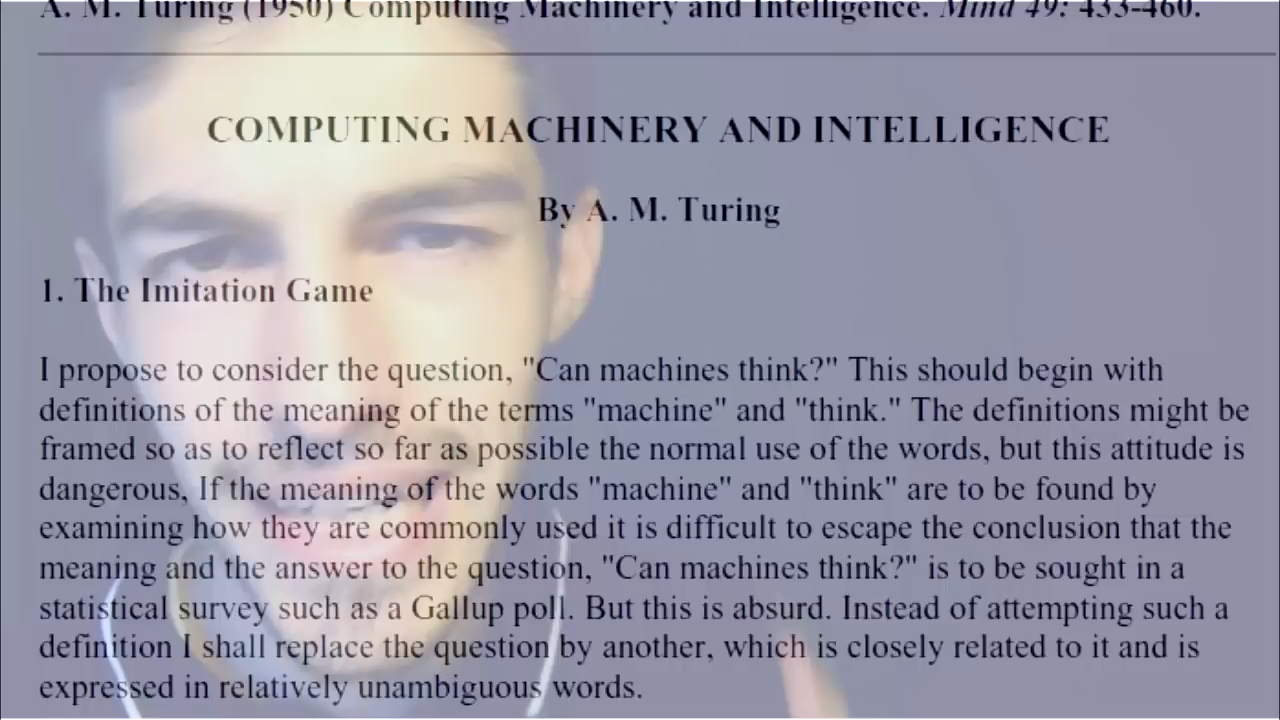 A. M. Turing (1950) Computing Machinery and Intelligence. Mind 49: 433-460.
COMPUTING MACHINERY AND INTELLIGENCE
By A. M. Turing
1. The Imitation Game
I propose to consider the question, "Can machines think?" This should begin with
definitions of the meaning of the terms "machine" and "think." The definitions might be
framed so as to reflect so far as possible the normal use of the words, but this attitude is
dangerous, If the meaning of the words "machine" and "think" are to be found by
examining how they are commonly used it is difficult to escape the conclusion that the
meaning and the answer to the question, "Can machines think?" is to be sought in a
statistical survey such as a Gallup poll. But this is absurd. Instead of attempting such a
definition I shall replace the question by another, which is closely related to it and is
expressed in relatively unambiguous words.